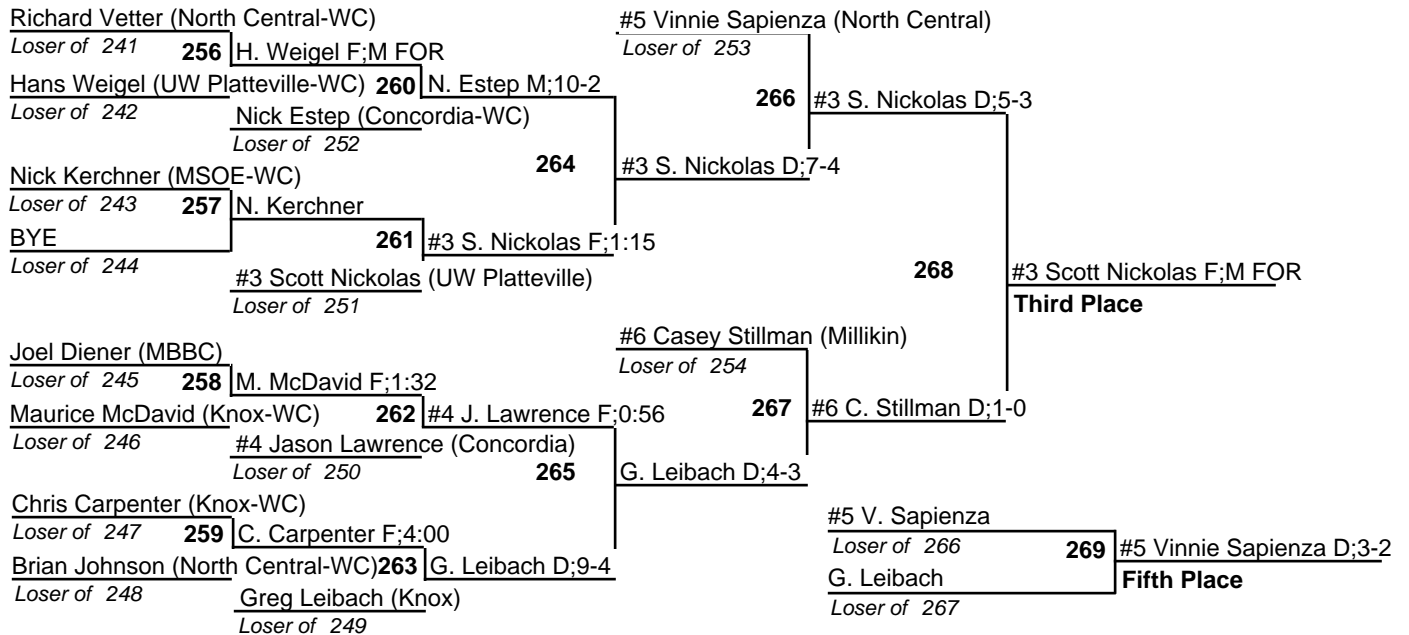 Richard Vetter (North Central-WC)
Loser of 241
256
H. Weigel F;M FOR
Hans Weigel (UW Platteville-WC)
Loser of 242
260
N. Estep M;10-2
Nick Estep (Concordia-WC)
Loser of 252
264
#3 S. Nickolas D;7-4
Nick Kerchner (MSOE-WC)
Loser of 243
257
N. Kerchner
BYE
Loser of 244
261
#3 S. Nickolas F;1:15
#3 Scott Nickolas (UW Platteville)
Loser of 251
Joel Diener (MBBC)
Loser of 245
258
M. McDavid F;1:32
Maurice McDavid (Knox-WC)
Loser of 246
262
#4 J. Lawrence F;0:56
#4 Jason Lawrence (Concordia)
Loser of 250
265
G. Leibach D;4-3
Chris Carpenter (Knox-WC)
Loser of 247
259
C. Carpenter F;4:00
Brian Johnson (North Central-WC)
Loser of 248
263
G. Leibach D;9-4
Greg Leibach (Knox)
Loser of 249
#5 Vinnie Sapienza (North Central)
Loser of 253
266
#3 S. Nickolas D;5-3
268
#3 Scott Nickolas F;M FOR
Third Place
#6 Casey Stillman (Millikin)
Loser of 254
267
#6 C. Stillman D;1-0
#5 V. Sapienza
Loser of 266
269
#5 Vinnie Sapienza D;3-2
G. Leibach
Fifth Place
Loser of 267